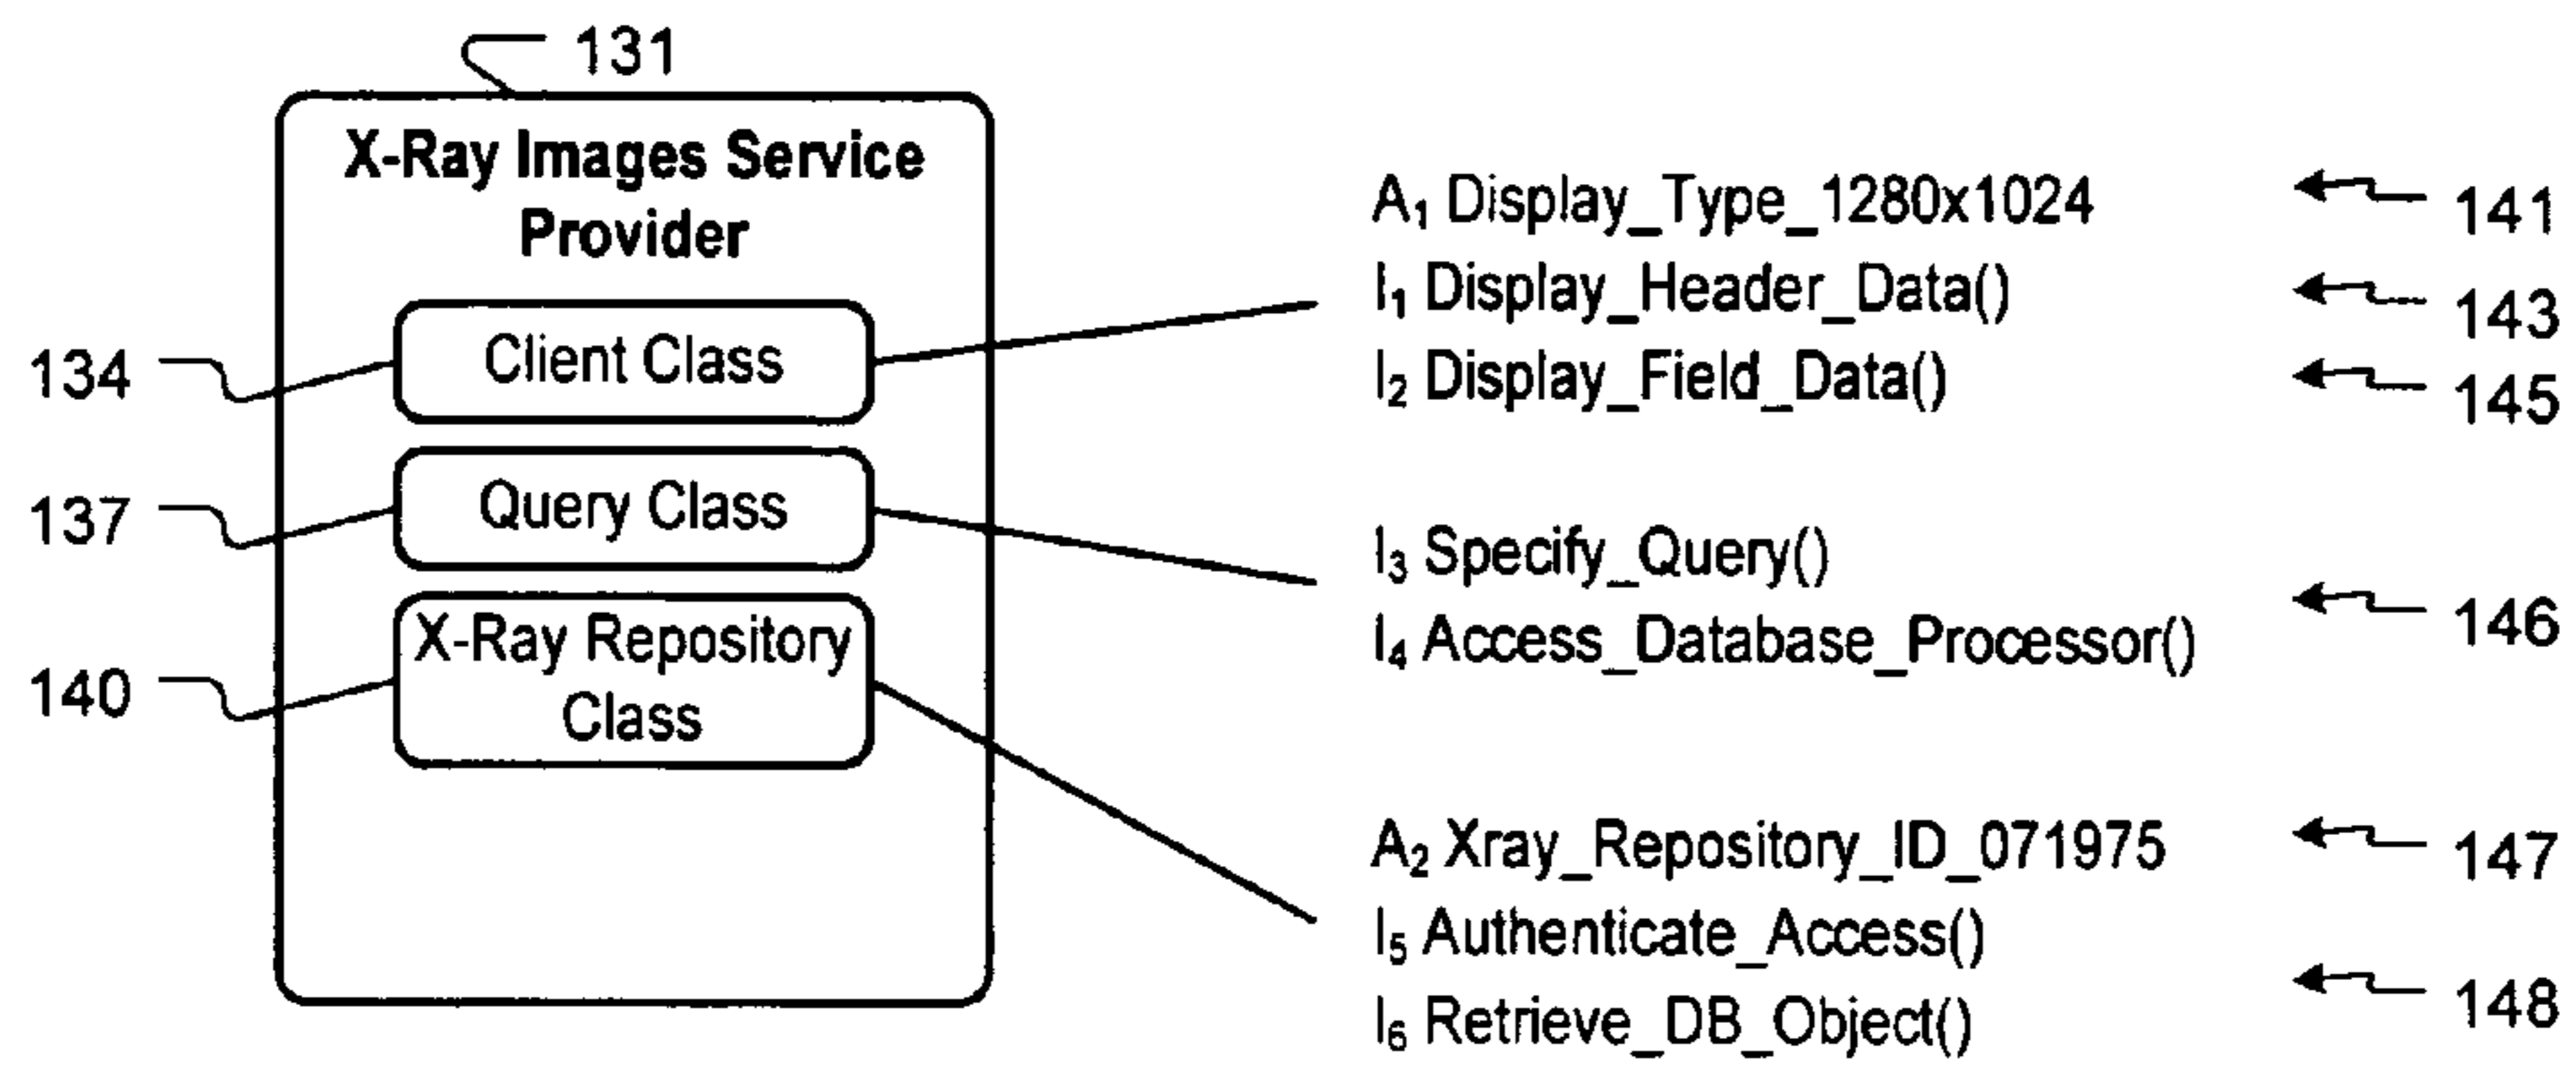 131
X-Ray Images Service
Provider
A1 Display_Type_1280x1024
141
I1 Display_Header_Data()
143
134
Client Class
I2 Display_Field_Data()
145
137
Query Class
I3 Specify_Query()
146
I4 Access_Database_Processor()
140
X-Ray Repository
Class
A2 Xray_Repository_ID_071975
147
I5 Authenticate_Access()
148
I6 Retrieve_DB_Object()